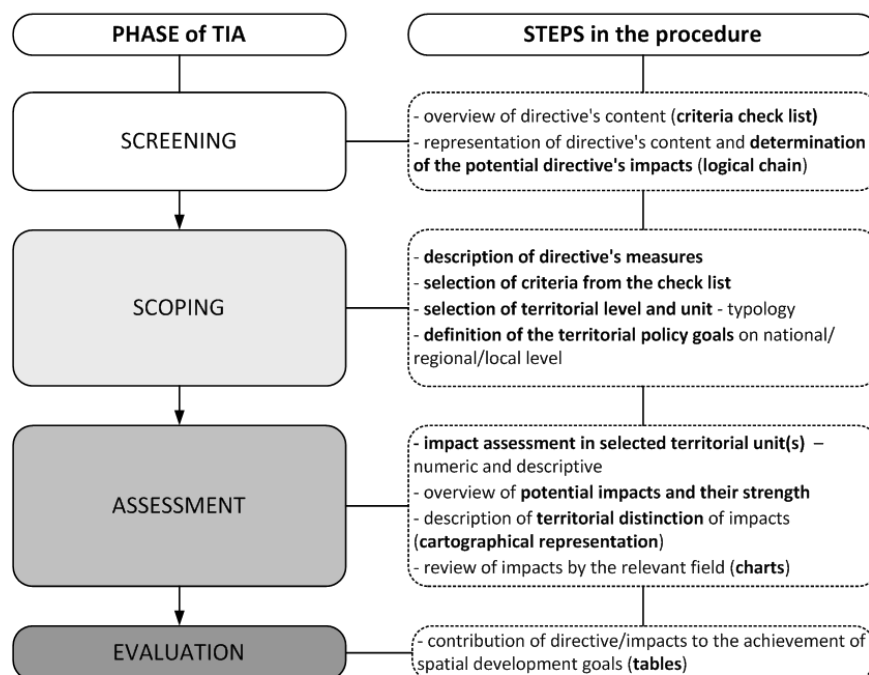 PHASE of TIA
STEPS in the procedure
SCREENING
- overview of directive's content (criteria check list)
- representation of directive's content and determination
of the potential directive's impacts (logical chain)
SCOPING
- description of directive's measures
- selection of criteria from the check list
- selection of territorial level and unit - typology
- definition of the territorial policy goals on national/
regional/local level
ASSESSMENT
- impact assessment in selected territorial unit(s) –
numeric and descriptive
- overview of potential impacts and their strength
- description of territorial distinction of impacts
(cartographical representation)
- review of impacts by the relevant field (charts)
EVALUATION
- contribution of directive/impacts to the achievement of
spatial development goals (tables)